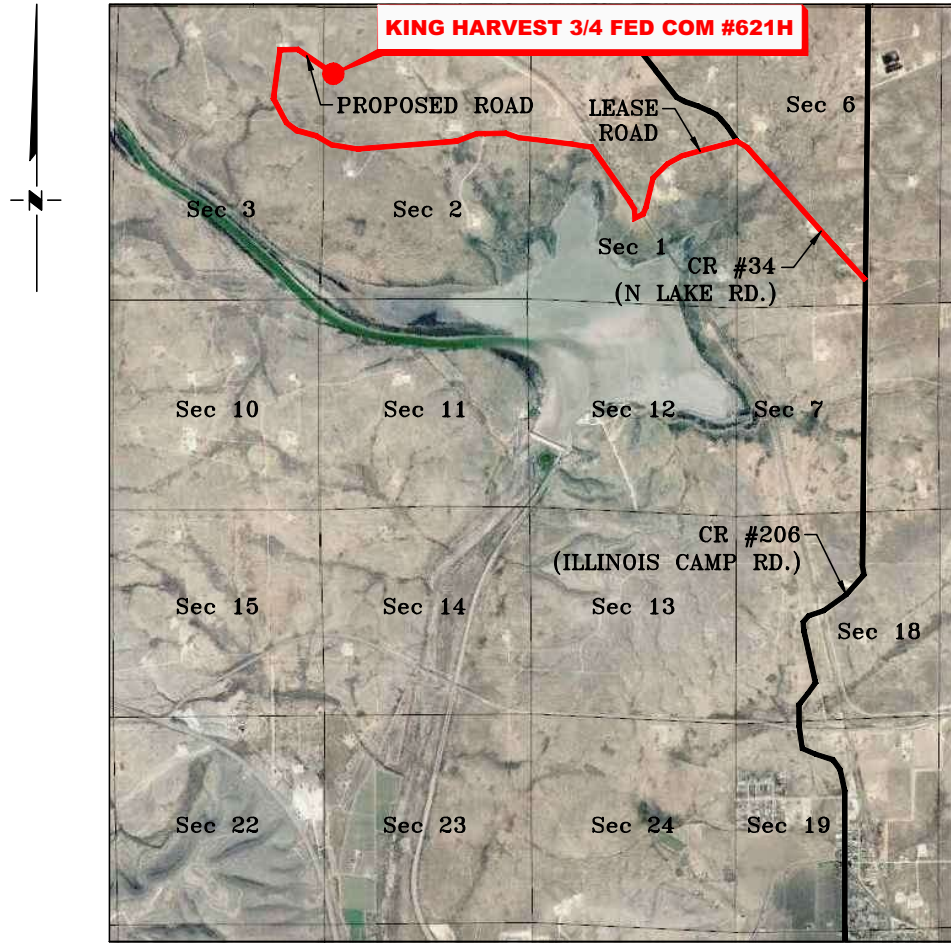 KING HARVEST 3/4 FED COM #621H
PROPOSED ROAD
LEASE
ROAD
Sec 6
N
Sec 3
Sec 2
Sec 1
CR #34
(N LAKE RD.)
Sec 10
Sec 11
Sec 12
Sec 7
CR #206
(ILLINOIS CAMP RD.)
Sec 15
Sec 14
Sec 13
Sec 18
Sec 22
Sec 23
Sec 24
Sec 19